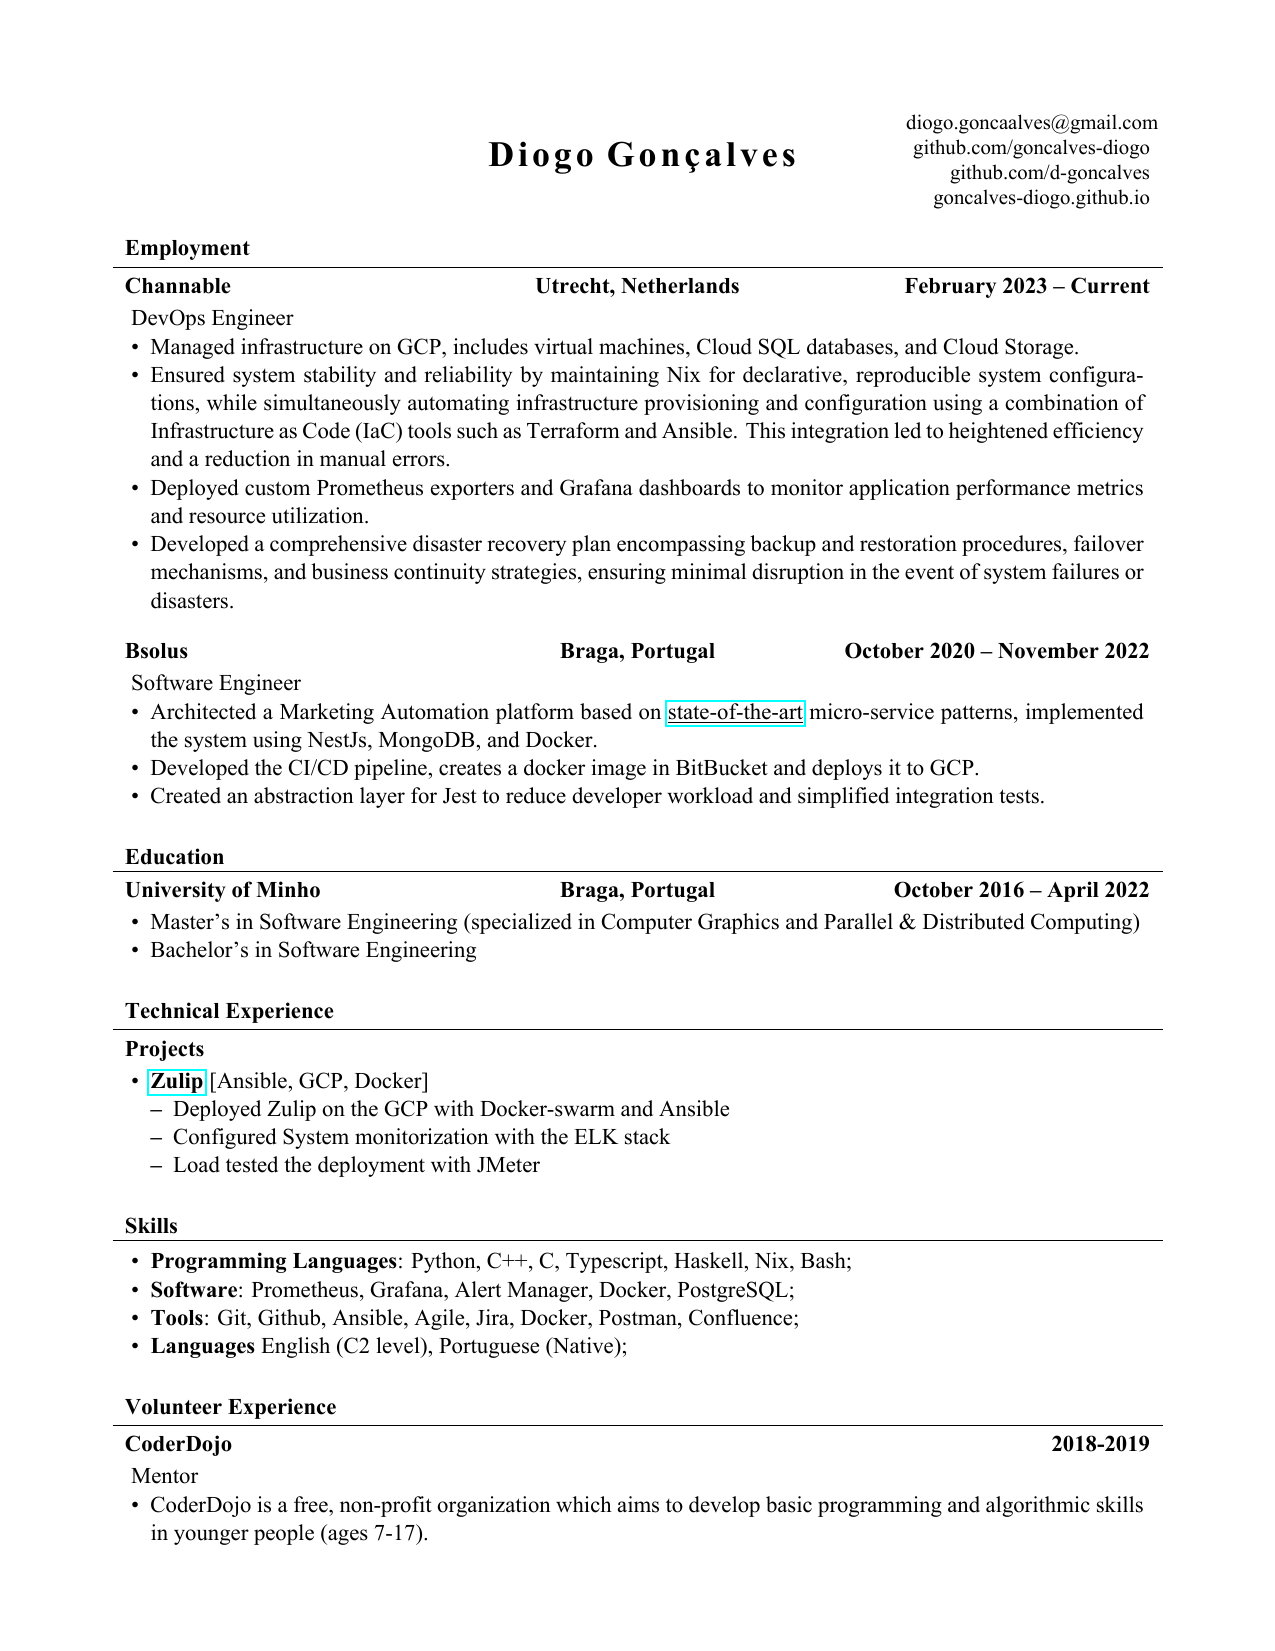 Diogo Gonçalves
diogo.goncaalves@gmail.com
github.com/goncalves-diogo
github.com/d-goncalves
goncalves-diogo.github.io
Employment
Channable Utrecht, Netherlands February 2023 – Current
DevOps Engineer
• Managed infrastructure on GCP, includes virtual machines, Cloud SQL databases, and Cloud Storage.
• Ensured system stability and reliability by maintaining Nix for declarative, reproducible system configura-
tions, while simultaneously automating infrastructure provisioning and configuration using a combination of
Infrastructure as Code (IaC) tools such as Terraform and Ansible. This integration led to heightened efficiency
and a reduction in manual errors.
• Deployed custom Prometheus exporters and Grafana dashboards to monitor application performance metrics
and resource utilization.
• Developed a comprehensive disaster recovery plan encompassing backup and restoration procedures, failover
mechanisms, and business continuity strategies, ensuring minimal disruption in the event of system failures or
disasters.
Bsolus Braga, Portugal October 2020 – November 2022
Software Engineer
• Architected a Marketing Automation platform based on state-of-the-art micro-service patterns, implemented
the system using NestJs, MongoDB, and Docker.
• Developed the CI/CD pipeline, creates a docker image in BitBucket and deploys it to GCP.
• Created an abstraction layer for Jest to reduce developer workload and simplified integration tests.
Education
University of Minho Braga, Portugal October 2016 – April 2022
• Master’s in Software Engineering (specialized in Computer Graphics and Parallel & Distributed Computing)
• Bachelor’s in Software Engineering
Technical Experience
Projects
• Zulip [Ansible, GCP, Docker]
– Deployed Zulip on the GCP with Docker-swarm and Ansible
– Configured System monitorization with the ELK stack
– Load tested the deployment with JMeter
Skills
• Programming Languages: Python, C++, C, Typescript, Haskell, Nix, Bash;
• Software: Prometheus, Grafana, Alert Manager, Docker, PostgreSQL;
• Tools: Git, Github, Ansible, Agile, Jira, Docker, Postman, Confluence;
• Languages English (C2 level), Portuguese (Native);
Volunteer Experience
CoderDojo 2018-2019
Mentor
• CoderDojo is a free, non-profit organization which aims to develop basic programming and algorithmic skills
in younger people (ages 7-17).